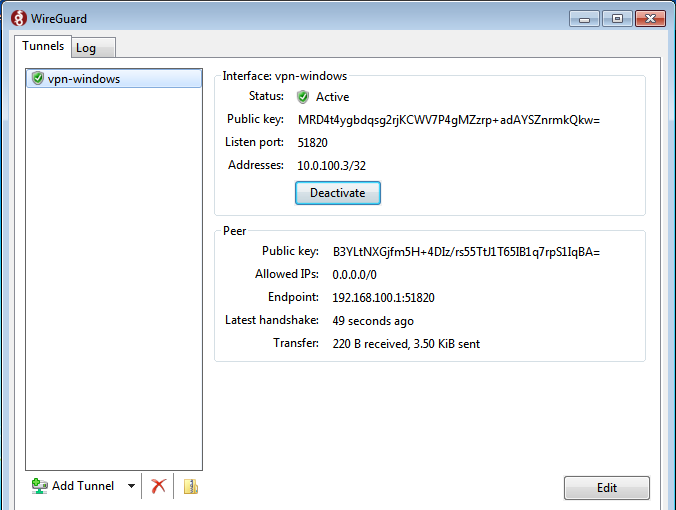 WireGuard
Tunnels Log
vpn-windows
Interface: vpn-windows
Status: Active
Public key: MRD4t4ygbdqsg2rjKCWV7P4gMZzrp+adAYSZnrmkQkw=
Listen port: 51820
Addresses: 10.0.100.3/32
Deactivate
Peer
Public key: B3YLtNXGjfm5H+4DIz/rs55TtJ1T65IB1q7rpS1IqBA=
Allowed IPs: 0.0.0.0/0
Endpoint: 192.168.100.1:51820
Latest handshake: 49 seconds ago
Transfer: 220 B received, 3.50 KiB sent
Add Tunnel
Edit